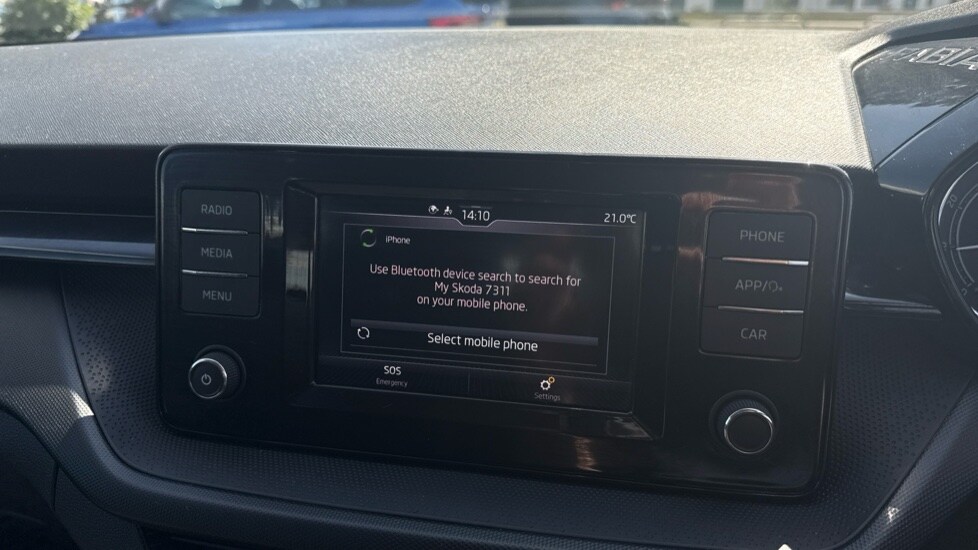 FABIA
RADIO
MEDIA
MENU
14:10
21.0°C
iPhone
Use Bluetooth device search to search for
My Skoda 7311
on your mobile phone.
Select mobile phone
SOS
Emergency
Settings
PHONE
APP/
CAR